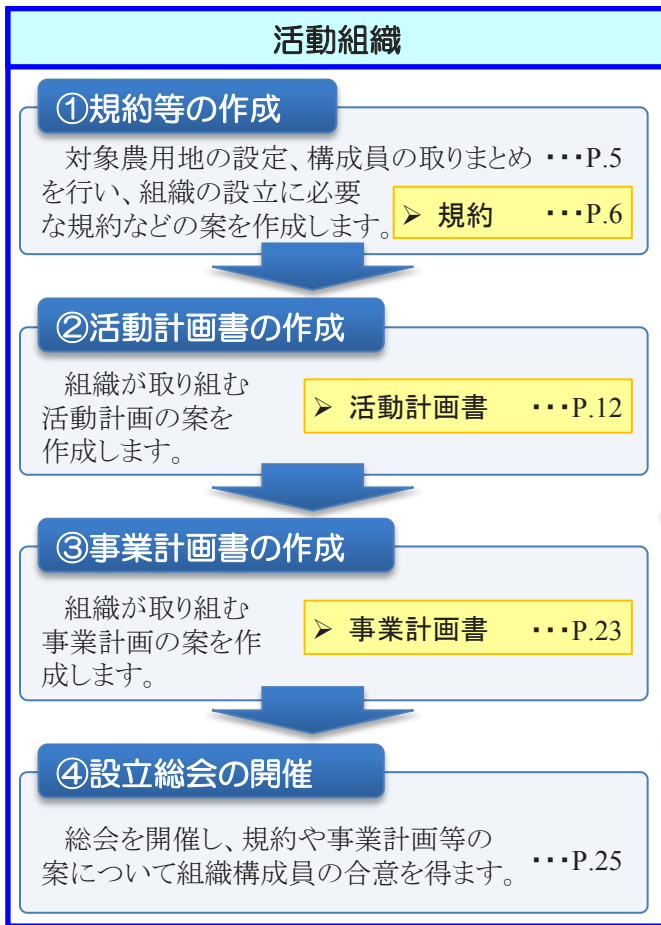 活動組織
①規約等の作成
対象農用地の設定、構成員の取りまとめ ・・・P.5
を行い、組織の設立に必要
な規約などの案を作成します。
➢ 規約 ・・・P.6
②活動計画書の作成
組織が取り組む
活動計画の案を
作成します。
➢ 活動計画書 ・・・P.12
③事業計画書の作成
組織が取り組む
事業計画の案を作
成します。
➢ 事業計画書 ・・・P.23
④設立総会の開催
総会を開催し、規約や事業計画等の
案について組織構成員の合意を得ます。 ・・・P.25